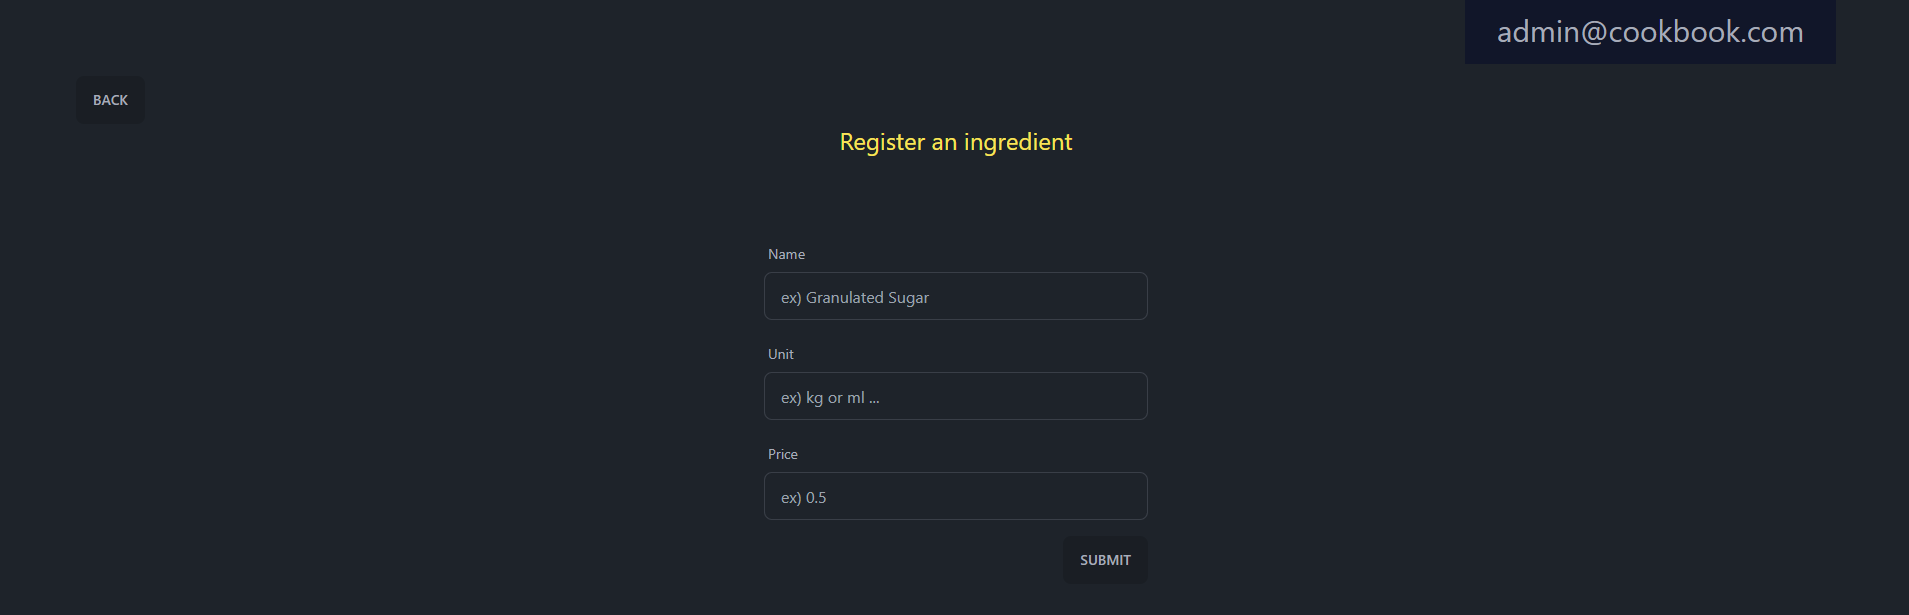 admin@cookbook.com
BACK
Register an ingredient
Name
ex) Granulated Sugar
Unit
ex) kg or ml ...
Price
ex) 0.5
SUBMIT